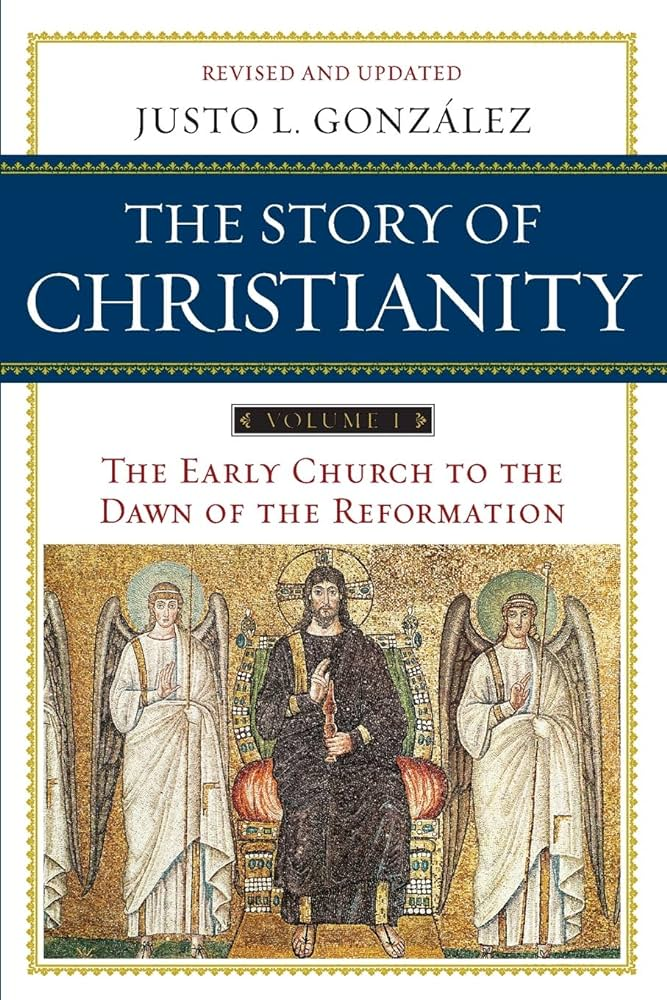 REVISED AND UPDATED
JUSTO L. GONZÁLEZ
THE STORY OF
CHRISTIANITY
VOLUME I
THE EARLY CHURCH TO THE
DAWN OF THE REFORMATION